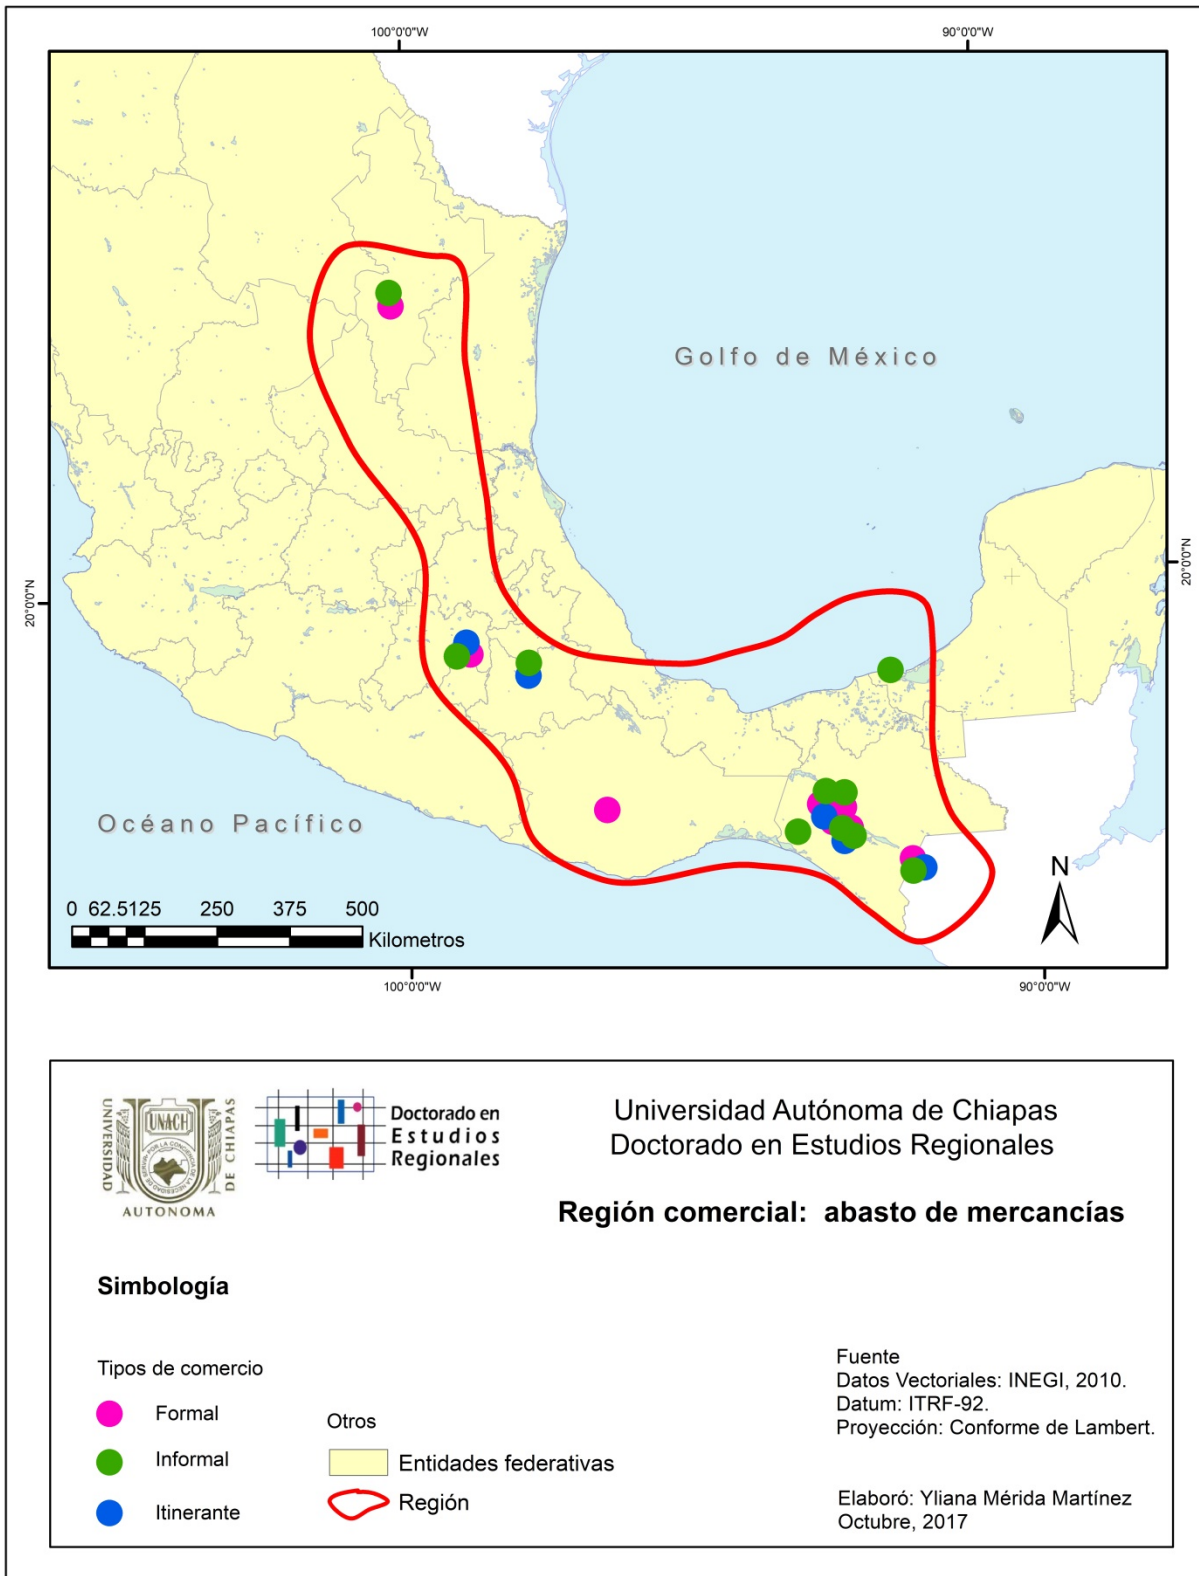 100°0'0"W
90°0'0"W
Golfo de México
20°0'0"N
20°0'0"N
Océano Pacífico
N
0 62.5125 250 375 500
Kilometros
100°0'0"W
90°0'0"W
UNIVERSIDAD
UNACH
DE CHIAPAS
AUTONOMA
Doctorado en
Estudios
Regionales
Universidad Autónoma de Chiapas
Doctorado en Estudios Regionales
Región comercial: abasto de mercancías
Simbología
Tipos de comercio
Formal
Informal
Itinerante
Otros
Entidades federativas
Región
Fuente
Datos Vectoriales: INEGI, 2010.
Datum: ITRF-92.
Proyección: Conforme de Lambert.
Elaboró: Yliana Mérida Martínez
Octubre, 2017